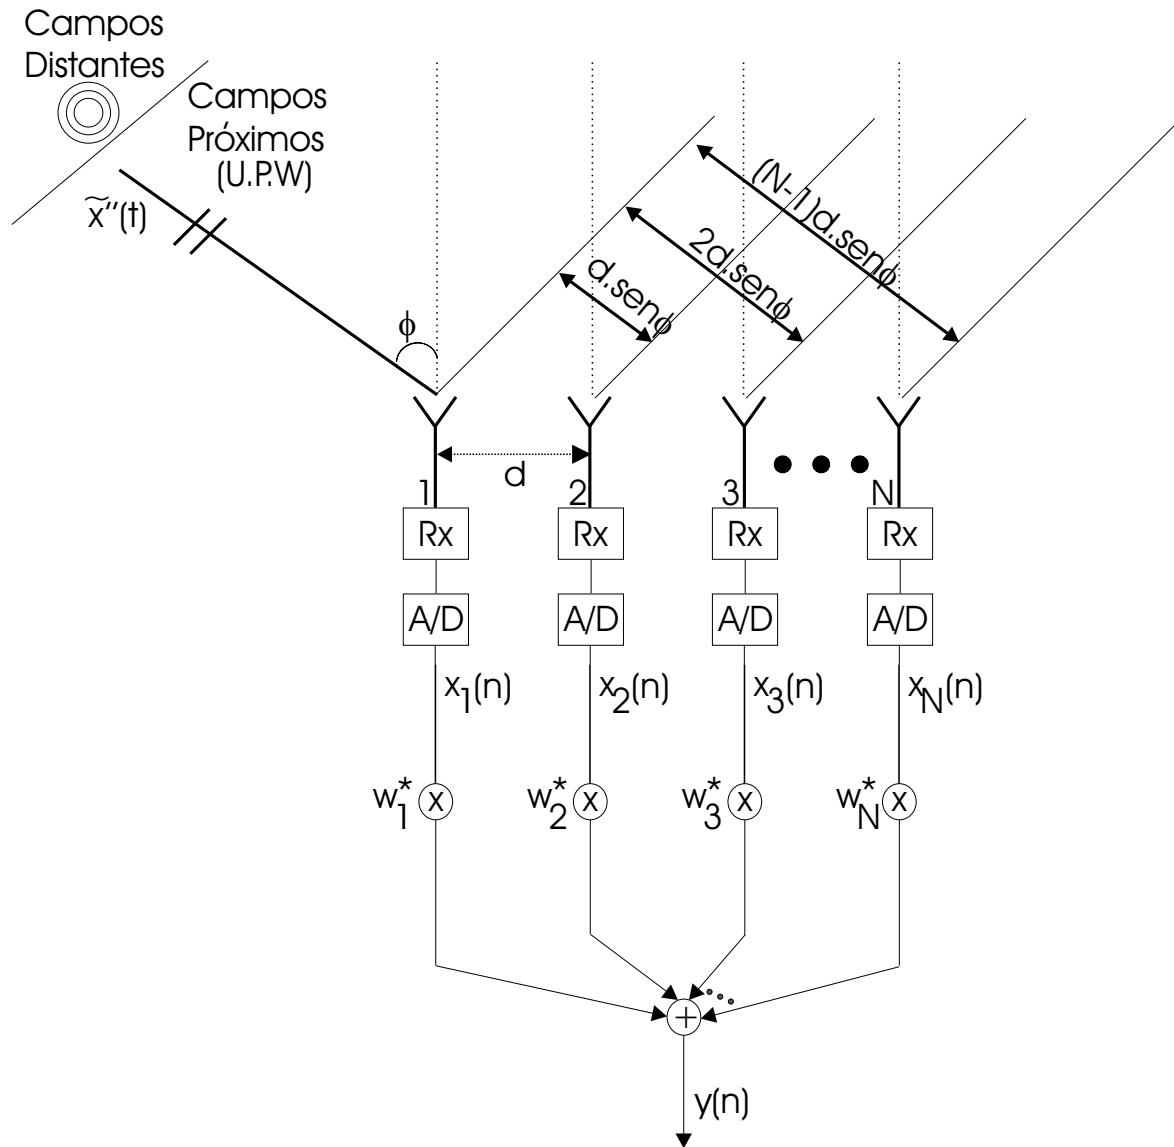 Campos
Distantes
Campos
Próximos
(U.P.W)
x̃''(t)
(N-1)d.senϕ
2d.senϕ
d.senϕ
ϕ
d
1
2
3
N
Rx
Rx
Rx
Rx
A/D
A/D
A/D
A/D
x1(n)
x2(n)
x3(n)
xN(n)
w*1
x
w*2
x
w*3
x
w*N
x
+
y(n)